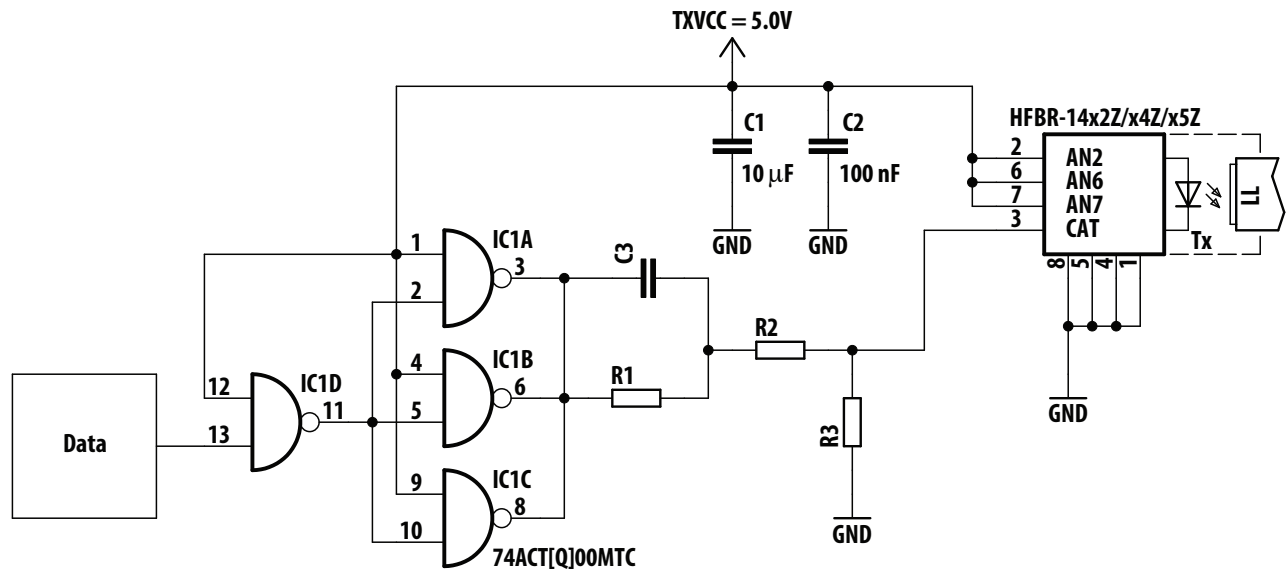 TXVCC = 5.0V
C1
10 μF
GND
C2
100 nF
GND
HFBR-14x2Z/x4Z/x5Z
2
6
7
3
AN2
AN6
AN7
CAT
Tx
LL
8
5
4
1
GND
IC1A
1
2
3
C3
IC1B
4
5
6
R1
R2
R3
GND
IC1D
12
13
11
Data
IC1C
9
10
8
74ACT[Q]00MTC